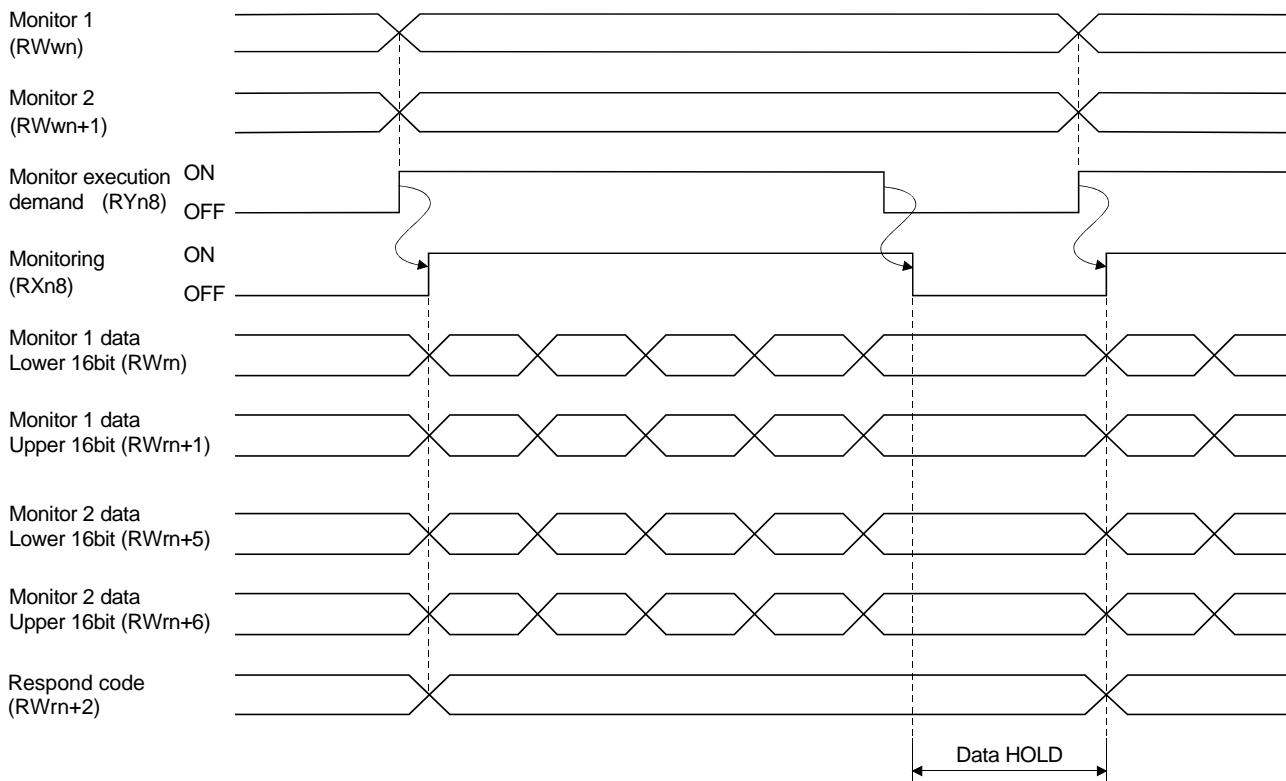 Monitor 1
(RWwn)
Monitor 2
(RWwn+1)
Monitor execution ON
demand (RYn8) OFF
Monitoring ON
(RXn8)
OFF
Monitor 1 data
Lower 16bit (RWrn)
Monitor 1 data
Upper 16bit (RWrn+1)
Monitor 2 data
Lower 16bit (RWrn+5)
Monitor 2 data
Upper 16bit (RWrn+6)
Respond code
(RWrn+2)
Data HOLD